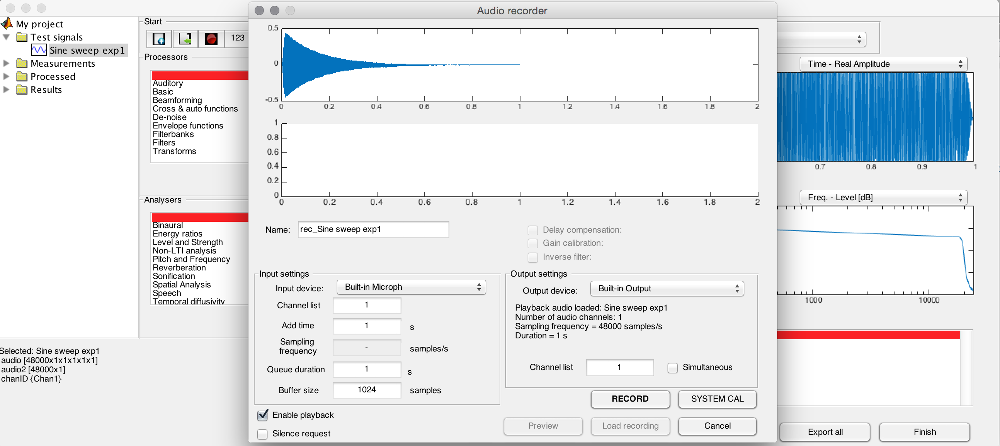 Audio recorder
My project
Test signals
Sine sweep exp1
Measurements
Processed
Results
Start
123
Processors
Auditory
Basic
Beamforming
Cross & auto functions
De-noise
Envelope functions
Filterbanks
Filters
Transforms
Analysers
Binaural
Energy ratios
Level and Strength
Non-LTI analysis
Pitch and Frequency
Reverberation
Sonification
Spatial Analysis
Speech
Temporal diffusivity
Selected: Sine sweep exp1
audio [48000x1x1x1x1x1]
audio2 [48000x1]
chanID {Chan1}
0.5
0
-0.5
0 0.2 0.4 0.6 0.8 1 1.2 1.4 1.6 1.8 2
1
0.8
0.6
0.4
0.2
0
0 0.2 0.4 0.6 0.8 1 1.2 1.4 1.6 1.8 2
Name: rec_Sine sweep exp1
Delay compensation:
Gain calibration:
Inverse filter:
Input settings
Input device: Built-in Microph
Channel list 1
Add time 1 s
Sampling
frequency - samples/s
Queue duration 1 s
Buffer size 1024 samples
Enable playback
Silence request
Output settings
Output device: Built-in Output
Playback audio loaded: Sine sweep exp1
Number of audio channels: 1
Sampling frequency = 48000 samples/s
Duration = 1 s
Channel list 1 Simultaneous
RECORD SYSTEM CAL
Preview Load recording Cancel
Time - Real Amplitude
0.7 0.8 0.9 1
Freq. - Level [dB]
1000 10000
Export all Finish